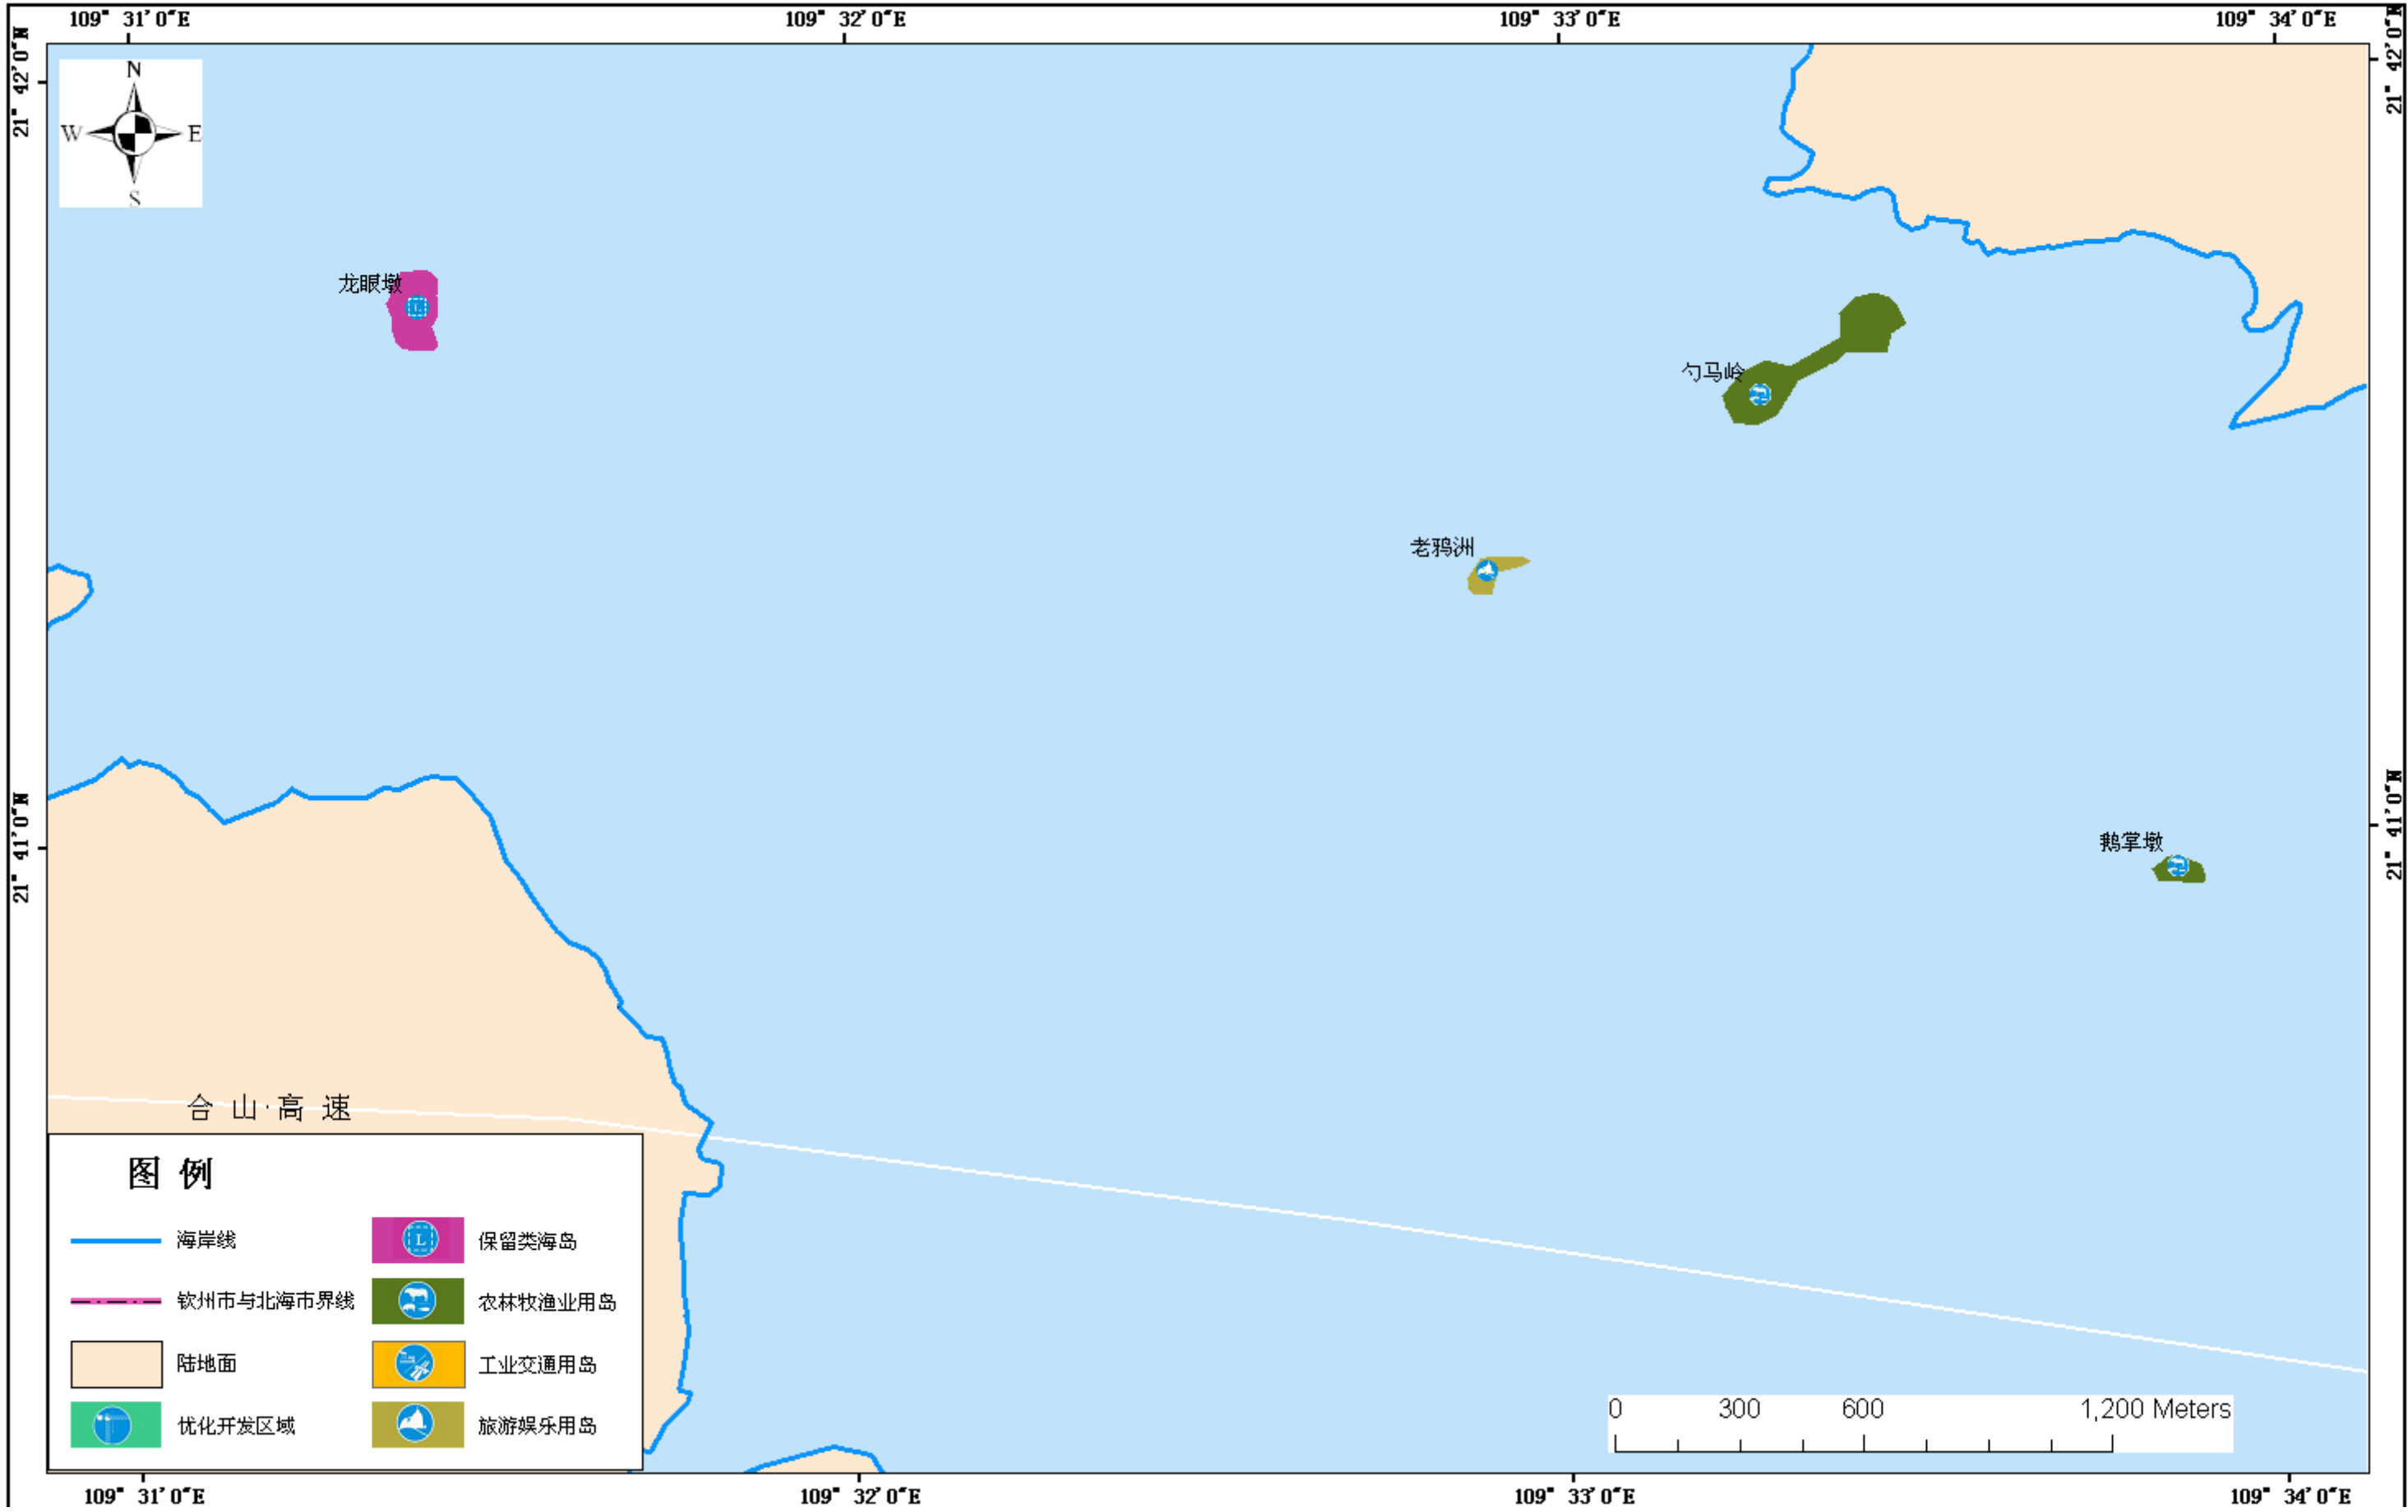 109° 31′ 0″E
109° 32′ 0″E
109° 33′ 0″E
109° 34′ 0″E
21° 42′ 0″N
21° 42′ 0″N
N
W
E
S
龙眼墩
L
勺马岭
老鸦洲
21° 41′ 0″N
21° 41′ 0″N
鹅掌墩
合山高速
图例
海岸线
L
保留类海岛
钦州市与北海市界线
农林牧渔业用岛
陆地面
工业交通用岛
优化开发区域
旅游娱乐用岛
0 300 600 1,200 Meters
109° 31′ 0″E
109° 32′ 0″E
109° 33′ 0″E
109° 34′ 0″E